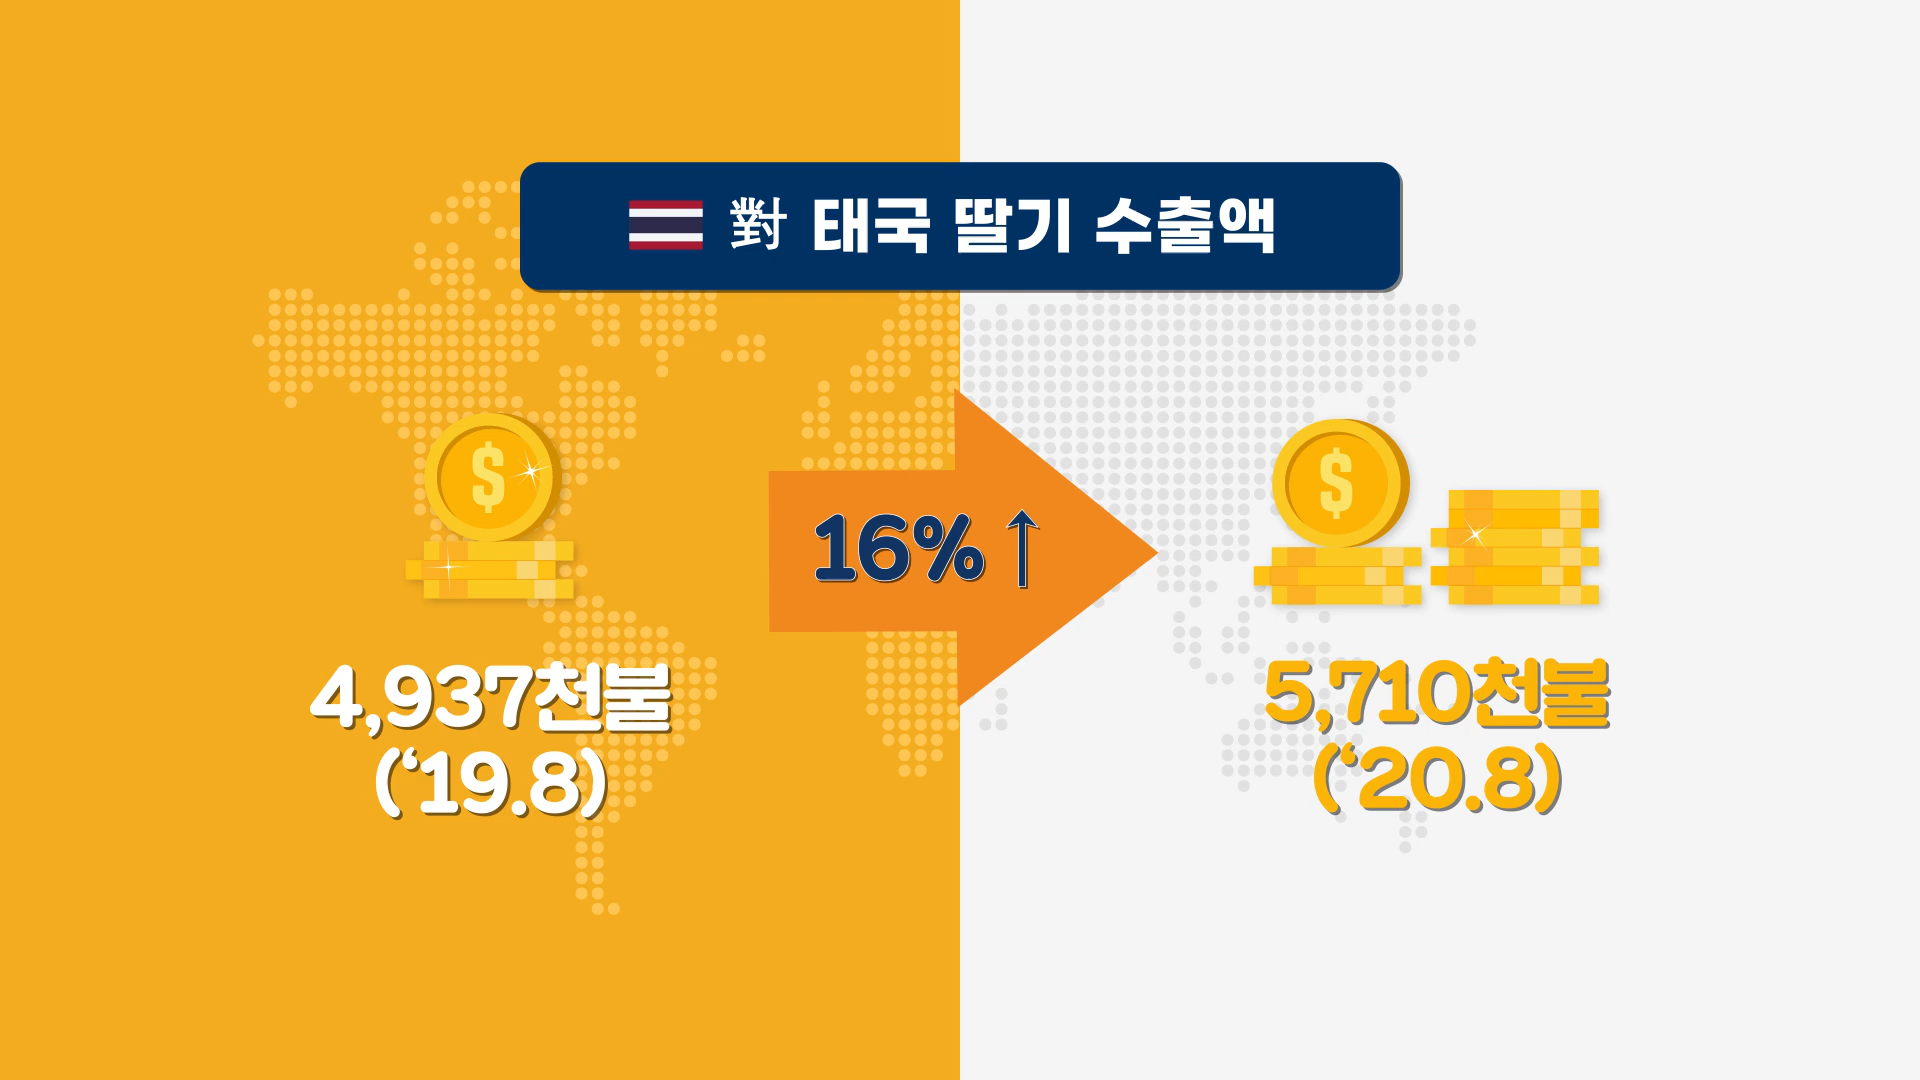 對 태국 딸기 수출액
16%↑
4,937천불
(‘19.8)
5,710천불
(‘20.8)